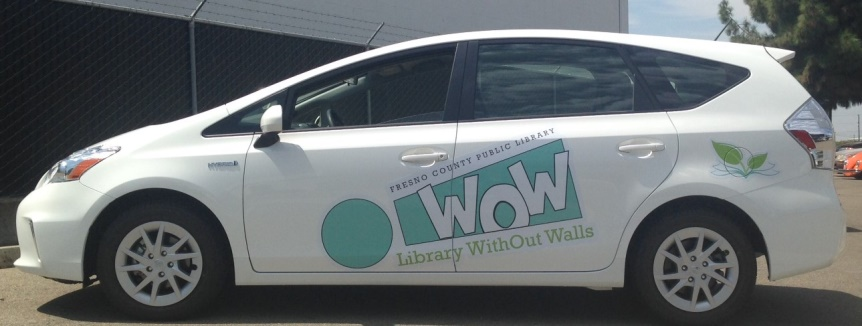 FRESNO COUNTY PUBLIC LIBRARY
WOW
Library WithOut Walls